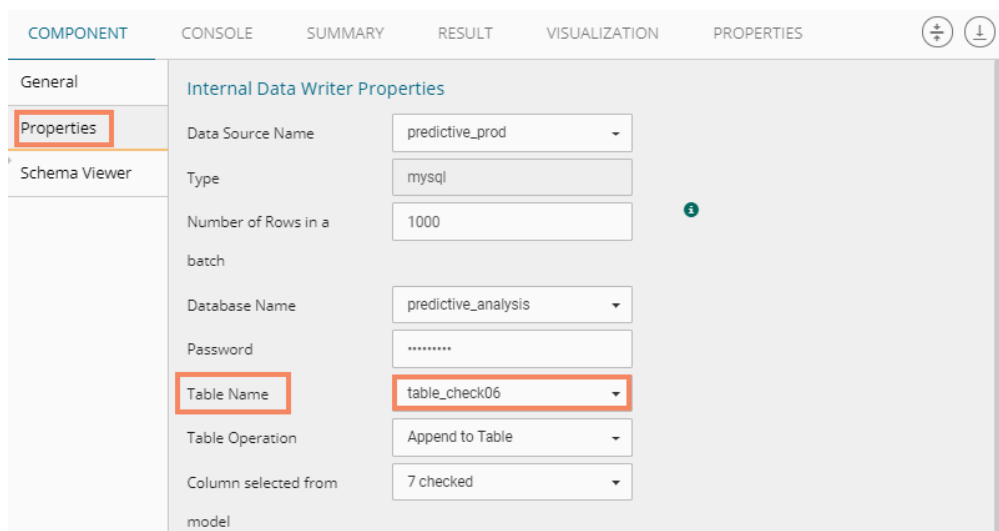 COMPONENT CONSOLE SUMMARY RESULT VISUALIZATION PROPERTIES
General
Properties
Schema Viewer
Internal Data Writer Properties
Data Source Name predictive_prod
Type mysql
Number of Rows in a 1000
batch
Database Name predictive_analysis
Password •••••••••
Table Name table_check06
Table Operation Append to Table
Column selected from 7 checked
model